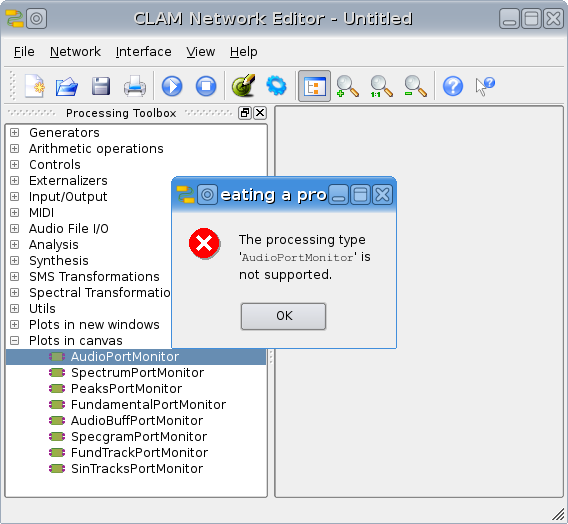 CLAM Network Editor - Untitled
File Network Interface View Help
1:1
Processing Toolbox
Generators
Arithmetic operations
Controls
Externalizers
Input/Output
MIDI
Audio File I/O
Analysis
Synthesis
SMS Transformations
Spectral Transformatio
Utils
Plots in new windows
Plots in canvas
AudioPortMonitor
SpectrumPortMonitor
PeaksPortMonitor
FundamentalPortMonitor
AudioBuffPortMonitor
SpecgramPortMonitor
FundTrackPortMonitor
SinTracksPortMonitor
eating a pro
The processing type
'AudioPortMonitor' is
not supported.
OK